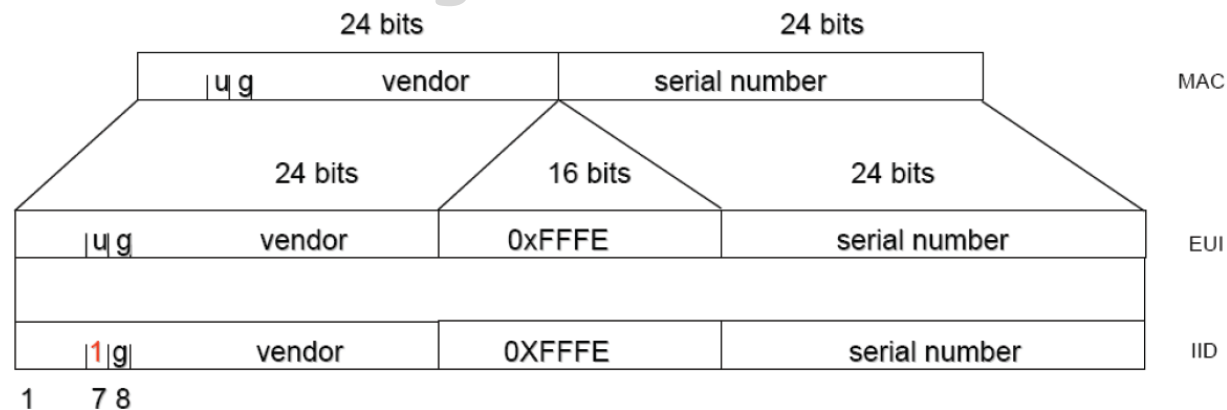 24 bits 24 bits
u g vendor serial number MAC
24 bits 16 bits 24 bits
u g vendor 0xFFFE serial number EUI
1 g vendor 0XFFFE serial number IID
1 7 8